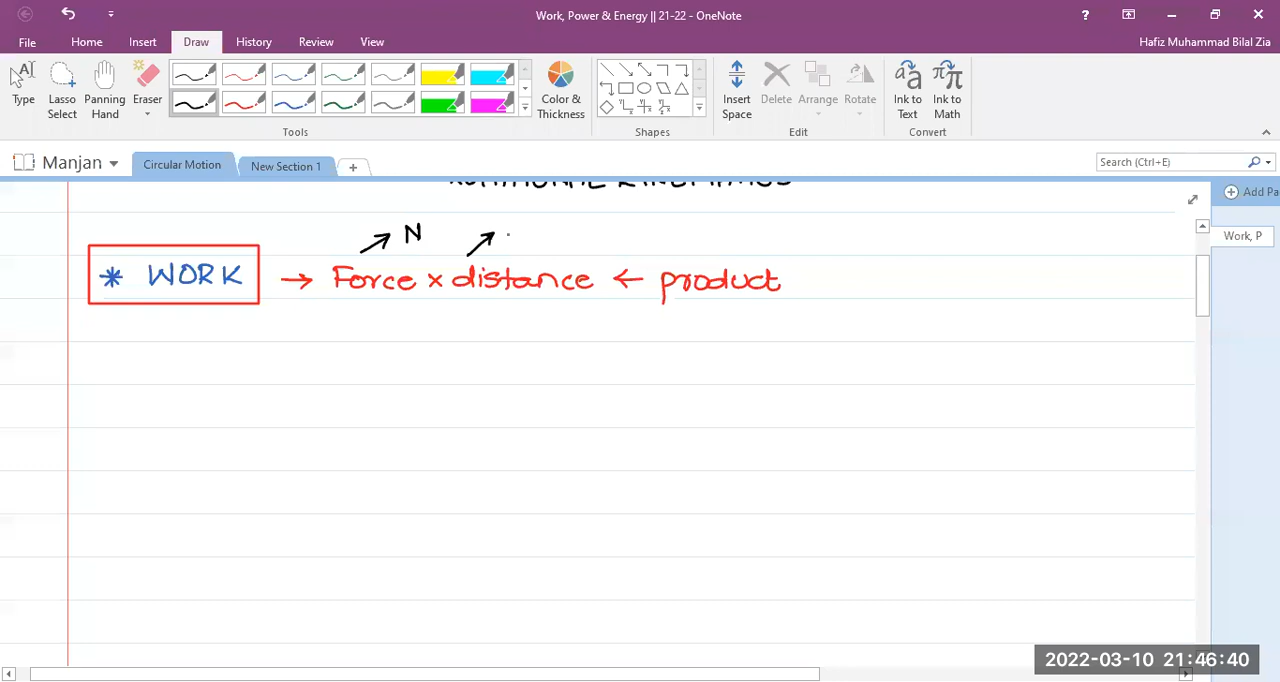 Work, Power & Energy || 21-22 - OneNote
?
File Home Insert Draw History Review View Hafiz Muhammad Bilal Zia
Type Lasso Select Panning Hand Eraser Color & Thickness Insert Space Delete Arrange Rotate Ink to Text Ink to Math
Tools Shapes Edit Convert
Manjan Circular Motion New Section 1 Search (Ctrl+E)
Add Pa
N
Work, P
* WORK → Force × distance ← product
2022-03-10 21:46:40